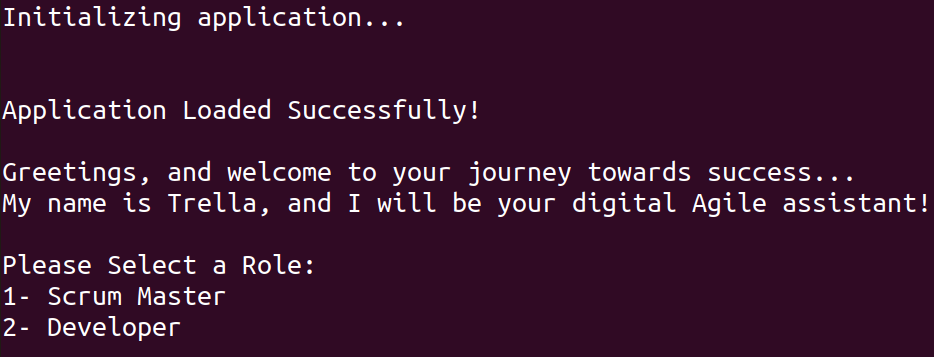 Initializing application...
Application Loaded Successfully!
Greetings, and welcome to your journey towards success...
My name is Trella, and I will be your digital Agile assistant!
Please Select a Role:
1- Scrum Master
2- Developer